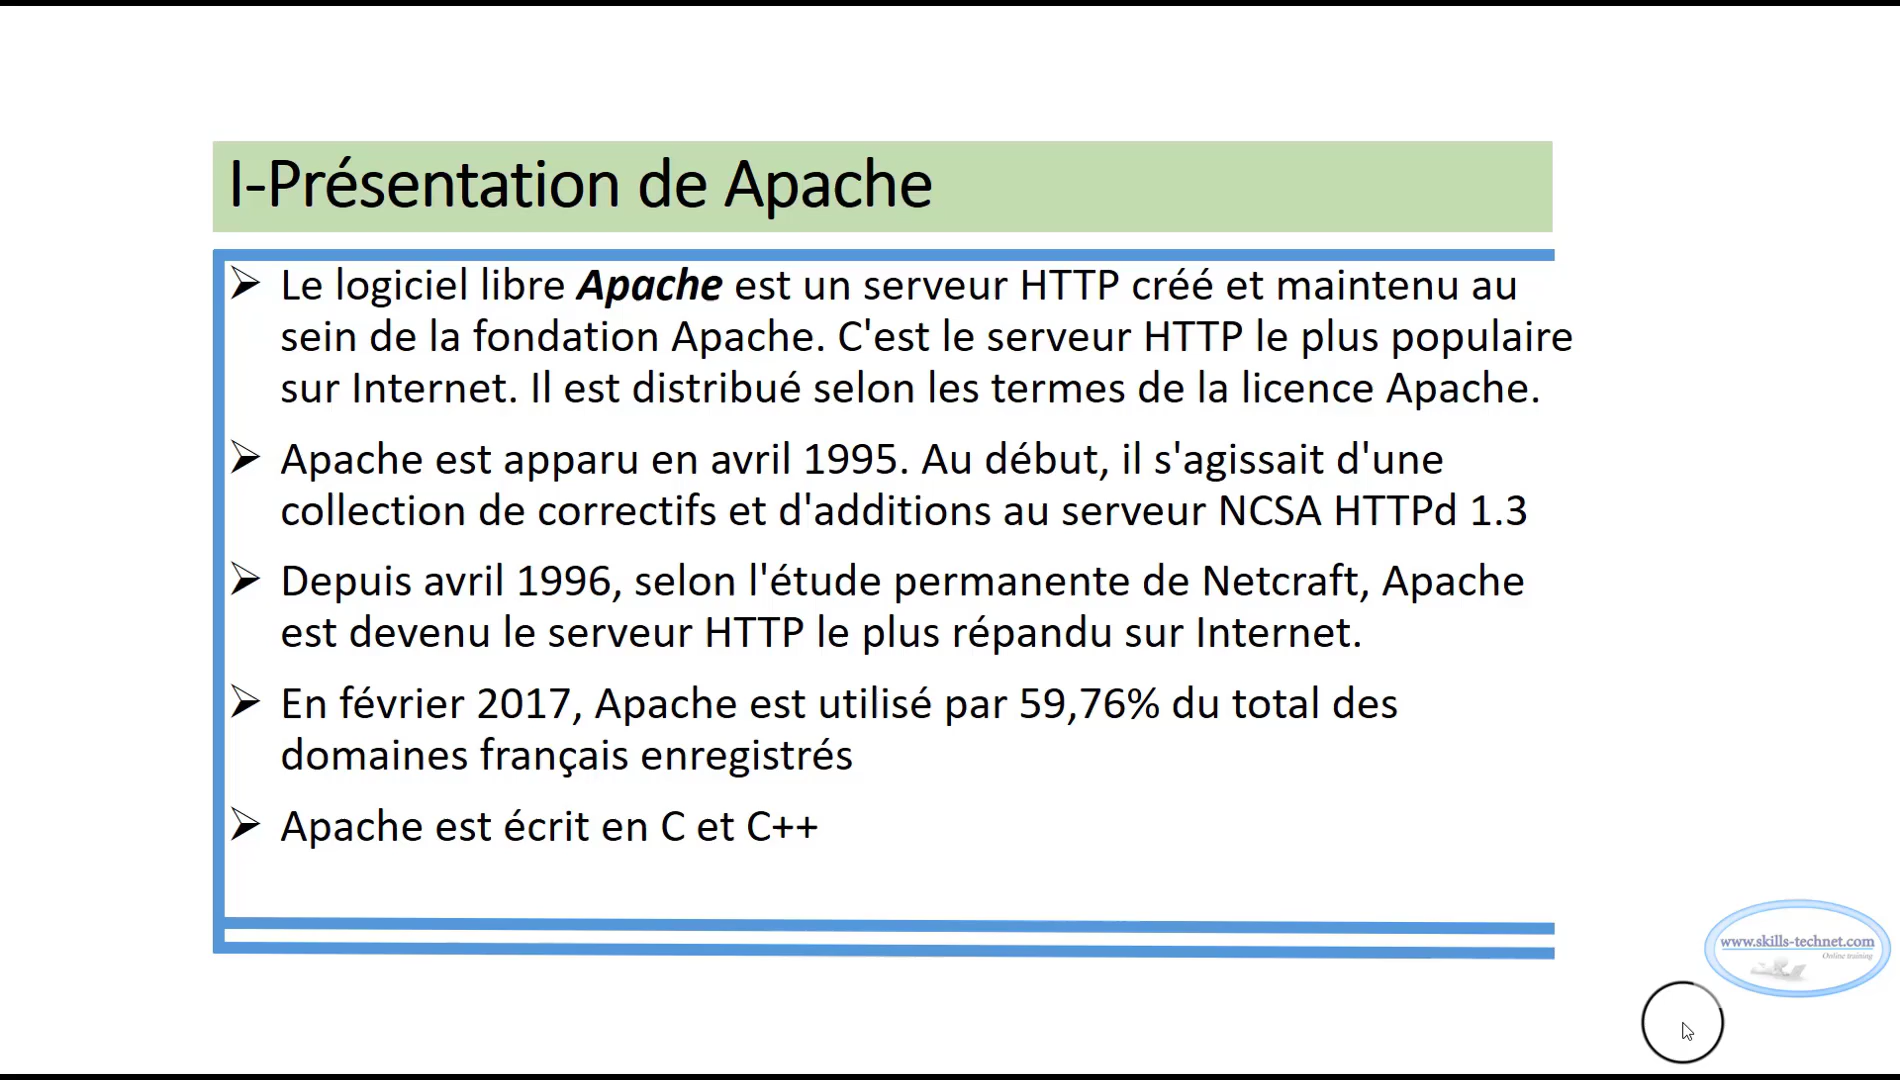 I-Présentation de Apache
➢ Le logiciel libre Apache est un serveur HTTP créé et maintenu au
sein de la fondation Apache. C'est le serveur HTTP le plus populaire
sur Internet. Il est distribué selon les termes de la licence Apache.
➢ Apache est apparu en avril 1995. Au début, il s'agissait d'une
collection de correctifs et d'additions au serveur NCSA HTTPd 1.3
➢ Depuis avril 1996, selon l'étude permanente de Netcraft, Apache
est devenu le serveur HTTP le plus répandu sur Internet.
➢ En février 2017, Apache est utilisé par 59,76% du total des
domaines français enregistrés
➢ Apache est écrit en C et C++
www.skills-technet.com
Online training